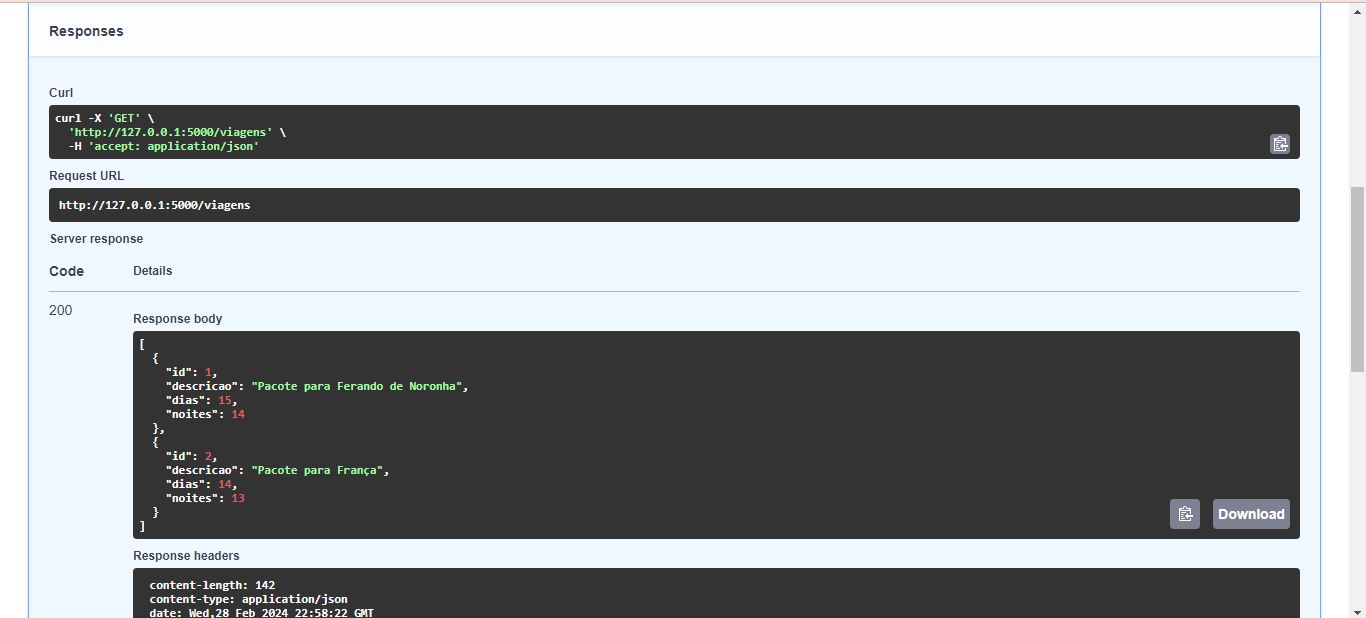 Responses
Curl
curl -X 'GET' \
  'http://127.0.0.1:5000/viagens' \
  -H 'accept: application/json'
Request URL
http://127.0.0.1:5000/viagens
Server response
Code Details
200
Response body
[
  {
    "id": 1,
    "descricao": "Pacote para Ferando de Noronha",
    "dias": 15,
    "noites": 14
  },
  {
    "id": 2,
    "descricao": "Pacote para França",
    "dias": 14,
    "noites": 13
  }
]
Download
Response headers
content-length: 142
content-type: application/json
date: Wed,28 Feb 2024 22:58:22 GMT